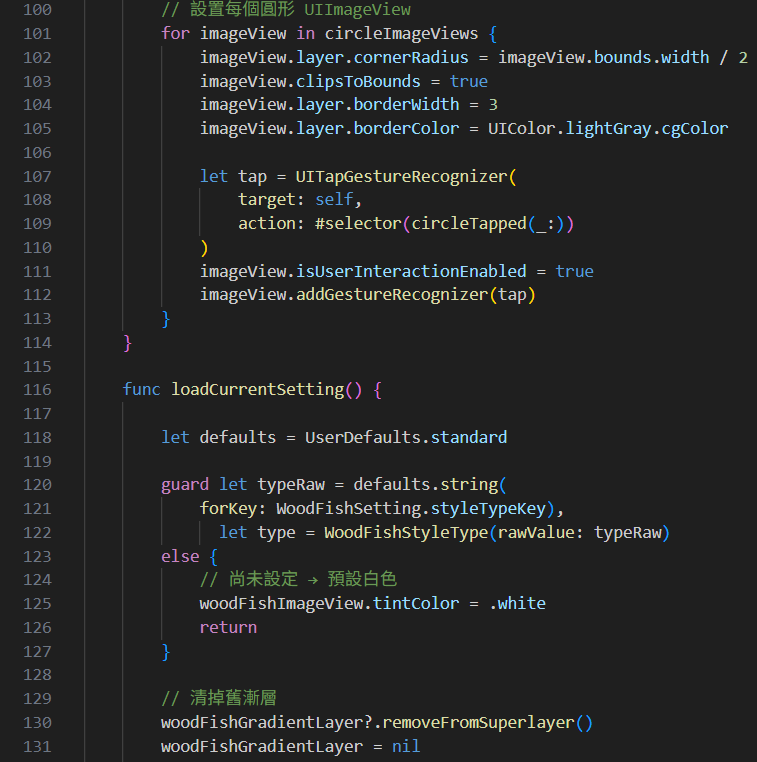 100 // 設置每個圓形 UIImageView
101 for imageView in circleImageViews {
102 imageView.layer.cornerRadius = imageView.bounds.width / 2
103 imageView.clipsToBounds = true
104 imageView.layer.borderWidth = 3
105 imageView.layer.borderColor = UIColor.lightGray.cgColor
106
107 let tap = UITapGestureRecognizer(
108 target: self,
109 action: #selector(circleTapped(_:))
110 )
111 imageView.isUserInteractionEnabled = true
112 imageView.addGestureRecognizer(tap)
113 }
114 }
115
116 func loadCurrentSetting() {
117
118 let defaults = UserDefaults.standard
119
120 guard let typeRaw = defaults.string(
121 forKey: WoodFishSetting.styleTypeKey),
122 let type = WoodFishStyleType(rawValue: typeRaw)
123 else {
124 // 尚未設定 → 預設白色
125 woodFishImageView.tintColor = .white
126 return
127 }
128
129 // 清掉舊漸層
130 woodFishGradientLayer?.removeFromSuperlayer()
131 woodFishGradientLayer = nil